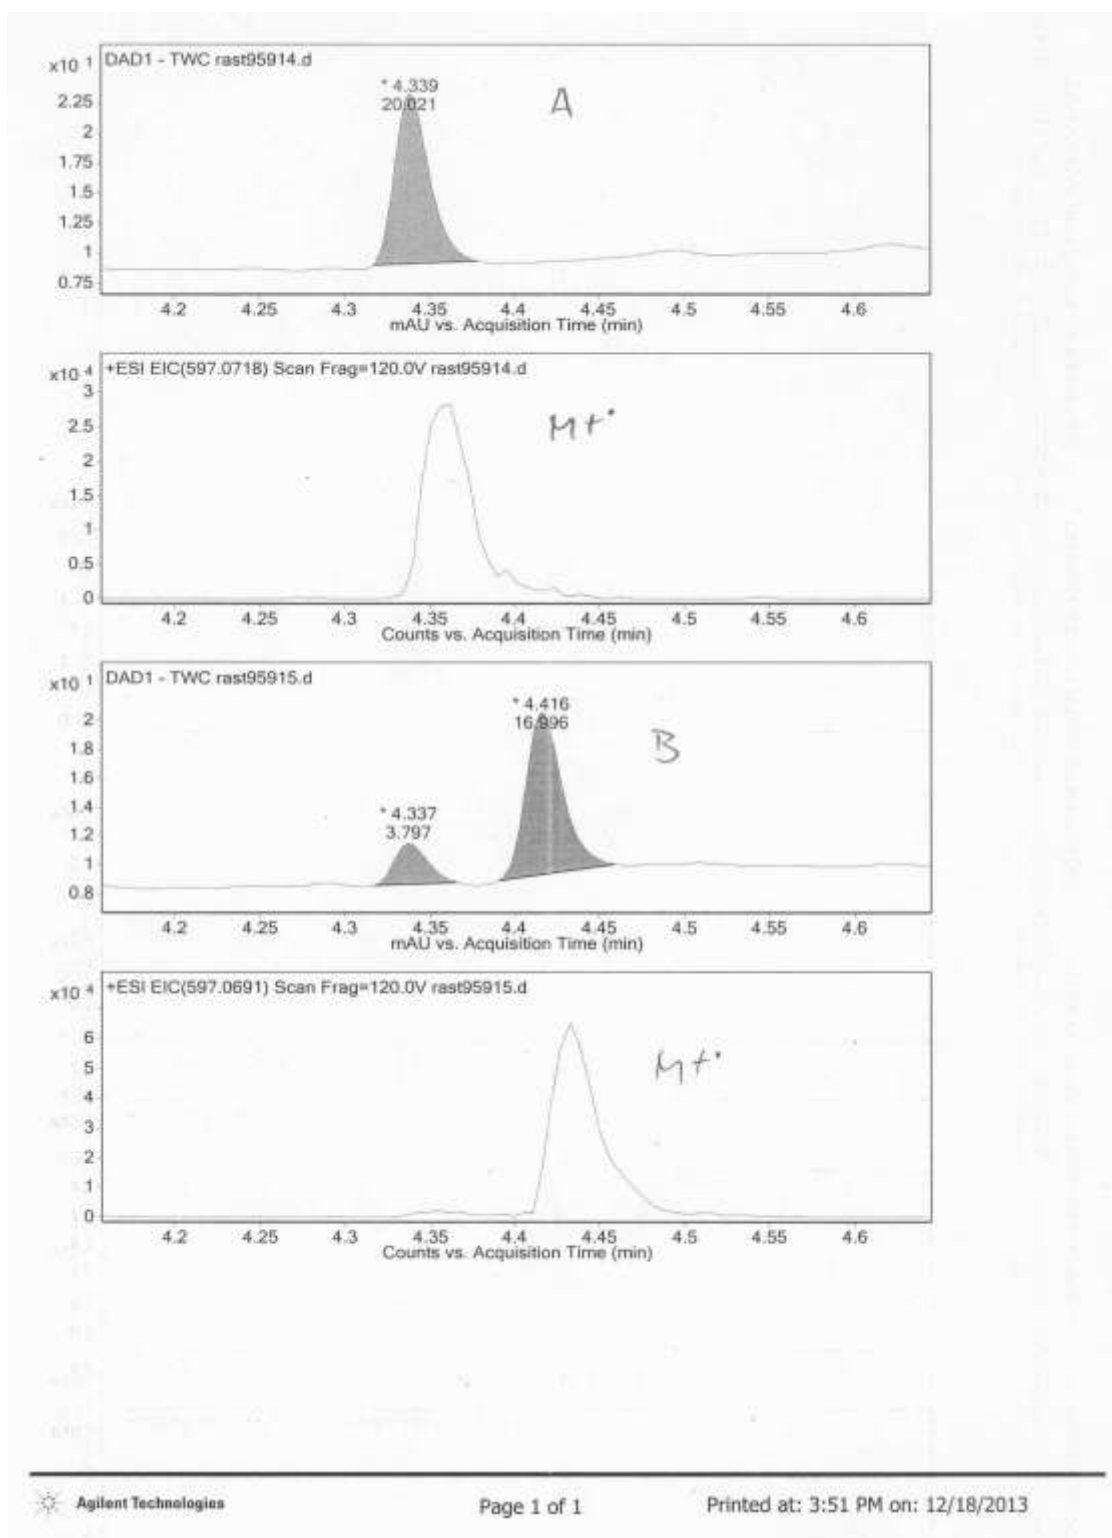 DAD1 - TWC rast95914.d
x10 1
* 4.339
20.021
A
2.25
2
1.75
1.5
1.25
1
0.75
4.2 4.25 4.3 4.35 4.4 4.45 4.5 4.55 4.6
mAU vs. Acquisition Time (min)
+ESI EIC(597.0718) Scan Frag=120.0V rast95914.d
x10 4
M+•
3
2.5
2
1.5
1
0.5
0
4.2 4.25 4.3 4.35 4.4 4.45 4.5 4.55 4.6
Counts vs. Acquisition Time (min)
DAD1 - TWC rast95915.d
x10 1
* 4.416
16.996
B
* 4.337
3.797
2
1.8
1.6
1.4
1.2
1
0.8
4.2 4.25 4.3 4.35 4.4 4.45 4.5 4.55 4.6
mAU vs. Acquisition Time (min)
+ESI EIC(597.0691) Scan Frag=120.0V rast95915.d
x10 4
M+•
6
5
4
3
2
1
0
4.2 4.25 4.3 4.35 4.4 4.45 4.5 4.55 4.6
Counts vs. Acquisition Time (min)
Agilent Technologies Page 1 of 1 Printed at: 3:51 PM on: 12/18/2013